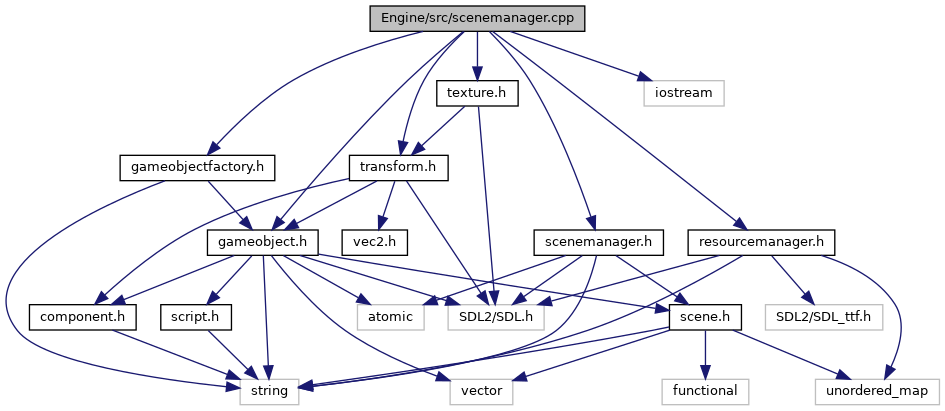 Engine/src/scenemanager.cpp
texture.h
iostream
gameobjectfactory.h
transform.h
gameobject.h
vec2.h
scenemanager.h
resourcemanager.h
component.h
script.h
atomic
SDL2/SDL.h
scene.h
SDL2/SDL_ttf.h
string
vector
functional
unordered_map